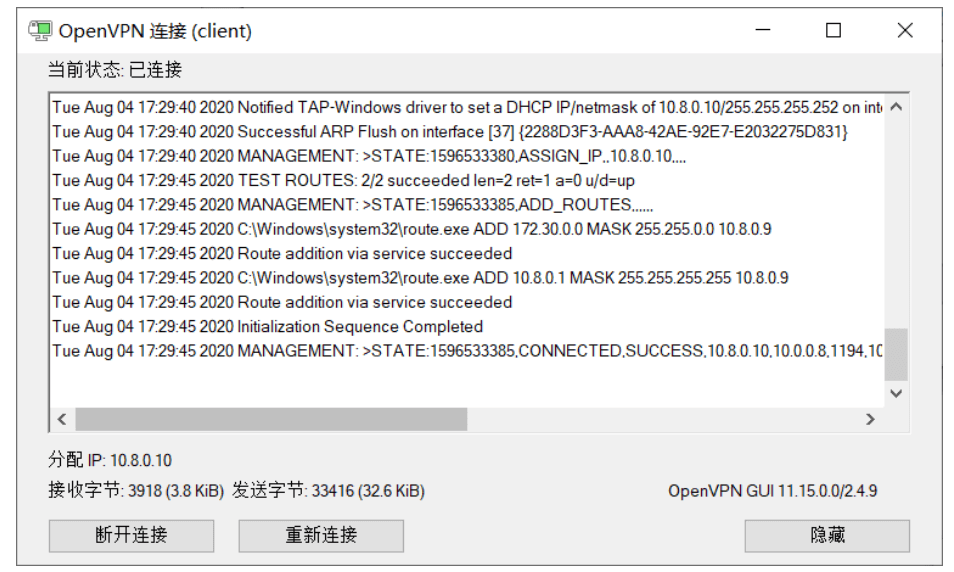 OpenVPN 连接 (client)
当前状态: 已连接
Tue Aug 04 17:29:40 2020 Notified TAP-Windows driver to set a DHCP IP/netmask of 10.8.0.10/255.255.255.252 on
Tue Aug 04 17:29:40 2020 Successful ARP Flush on interface [37] {2288D3F3-AAA8-42AE-92E7-E2032275D831}
Tue Aug 04 17:29:40 2020 MANAGEMENT: >STATE:1596533380,ASSIGN_IP,,10.8.0.10,,,,
Tue Aug 04 17:29:45 2020 TEST ROUTES: 2/2 succeeded len=2 ret=1 a=0 u/d=up
Tue Aug 04 17:29:45 2020 MANAGEMENT: >STATE:1596533385,ADD_ROUTES,,,,,,
Tue Aug 04 17:29:45 2020 C:\Windows\system32\route.exe ADD 172.30.0.0 MASK 255.255.0.0 10.8.0.9
Tue Aug 04 17:29:45 2020 Route addition via service succeeded
Tue Aug 04 17:29:45 2020 C:\Windows\system32\route.exe ADD 10.8.0.1 MASK 255.255.255.255 10.8.0.9
Tue Aug 04 17:29:45 2020 Route addition via service succeeded
Tue Aug 04 17:29:45 2020 Initialization Sequence Completed
Tue Aug 04 17:29:45 2020 MANAGEMENT: >STATE:1596533385,CONNECTED,SUCCESS,10.8.0.10,10.0.0.8,1194,10
分配 IP: 10.8.0.10
接收字节: 3918 (3.8 KiB) 发送字节: 33416 (32.6 KiB)
OpenVPN GUI 11.15.0.0/2.4.9
断开连接
重新连接
隐藏